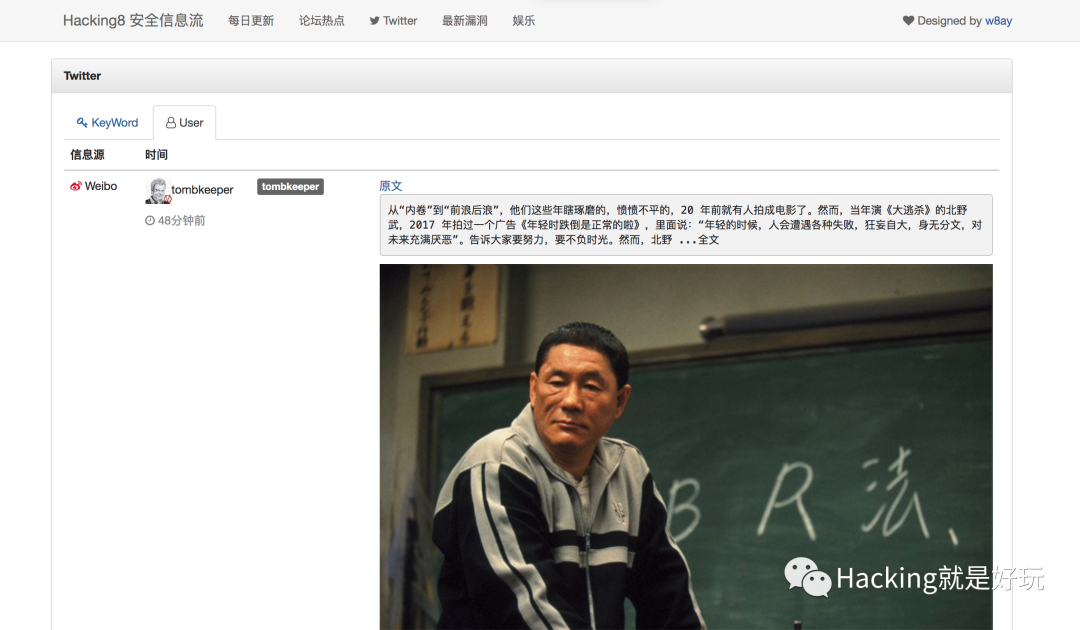 Hacking8 安全信息流 每日更新 论坛热点 Twitter 最新漏洞 娱乐 Designed by w8ay
Twitter
KeyWord User
信息源 时间
Weibo tombkeeper tombkeeper 原文
48分钟前
从“内卷”到“前浪后浪”，他们这些年瞎琢磨的，愤愤不平的，20 年前就有人拍成电影了。然而，当年演《大逃杀》的北野
武，2017 年拍过一个广告《年轻时跌倒是正常的啦》，里面说：“年轻的时候，人会遭遇各种失败，狂妄自大，身无分文，对
未来充满厌恶”。告诉大家要努力，要不负时光。然而，北野 ...全文
B R 法、
Hacking就是好玩